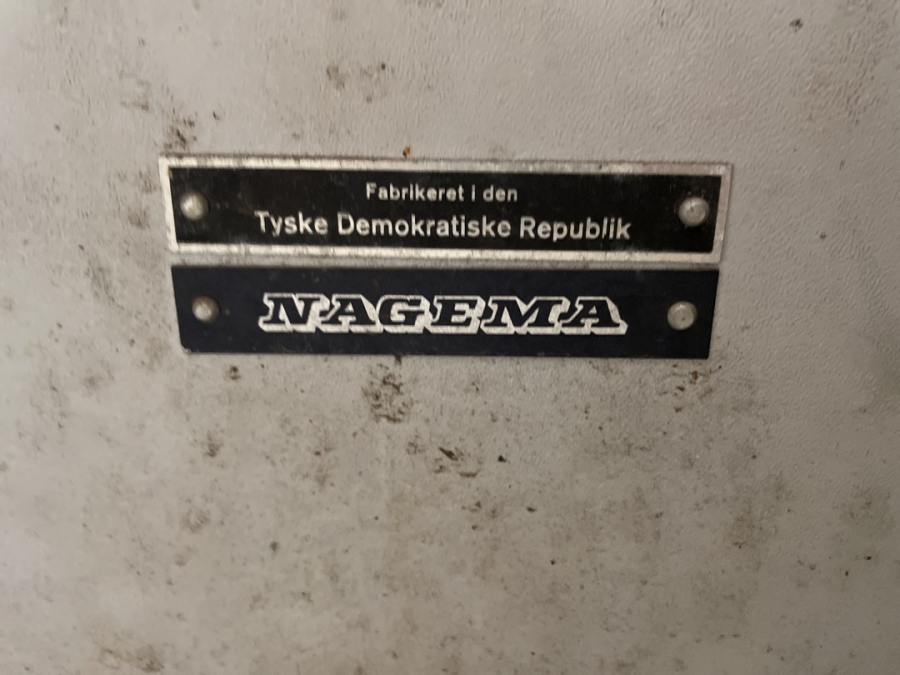 Fabrikeret i den
Tyske Demokratiske Republik
NAGEMA